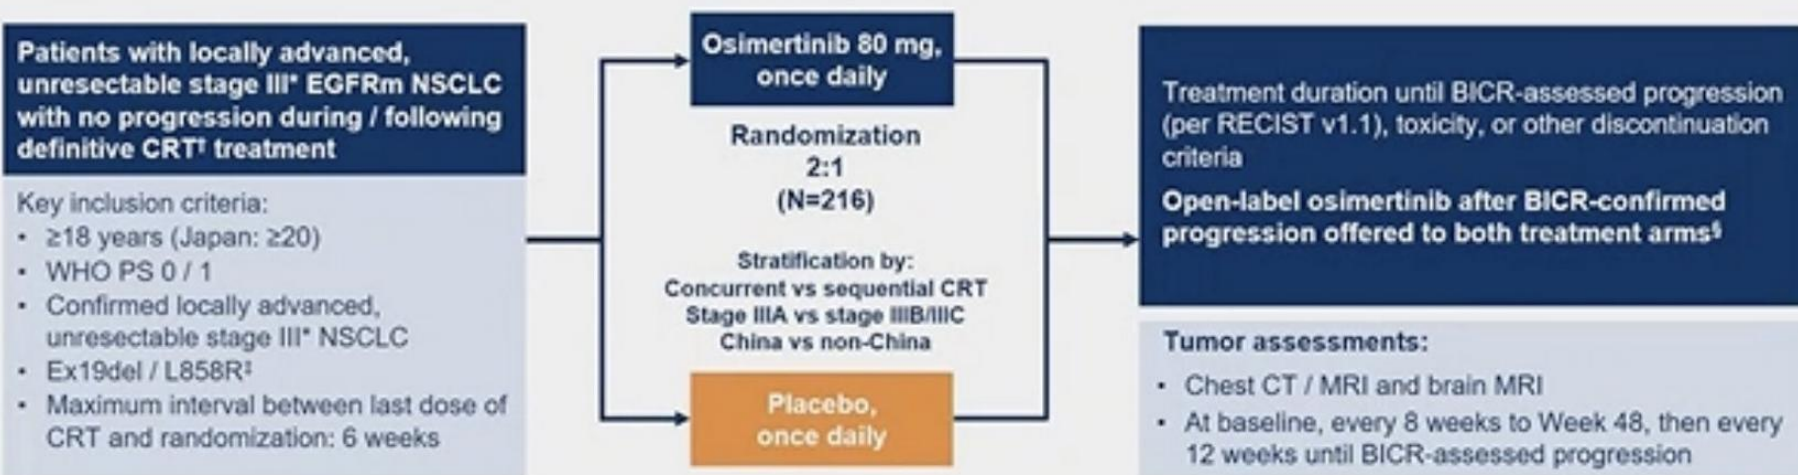 Patients with locally advanced,
unresectable stage III* EGFRm NSCLC
with no progression during / following
definitive CRT† treatment
Key inclusion criteria:
• ≥18 years (Japan: ≥20)
• WHO PS 0 / 1
• Confirmed locally advanced,
unresectable stage III* NSCLC
• Ex19del / L858R‡
• Maximum interval between last dose of
CRT and randomization: 6 weeks
Osimertinib 80 mg,
once daily
Randomization
2:1
(N=216)
Stratification by:
Concurrent vs sequential CRT
Stage IIIA vs stage IIIB/IIIC
China vs non-China
Placebo,
once daily
Treatment duration until BICR-assessed progression
(per RECIST v1.1), toxicity, or other discontinuation
criteria
Open-label osimertinib after BICR-confirmed
progression offered to both treatment arms§
Tumor assessments:
• Chest CT / MRI and brain MRI
• At baseline, every 8 weeks to Week 48, then every
12 weeks until BICR-assessed progression